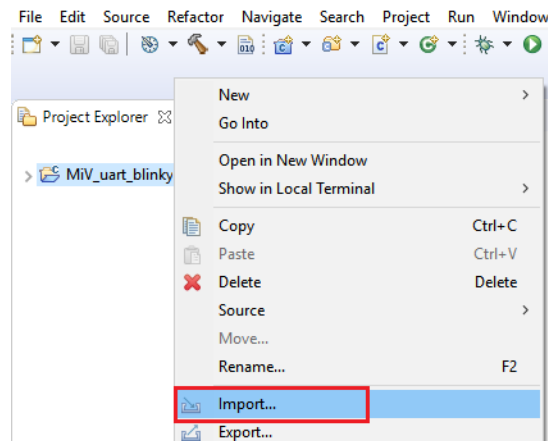 File Edit Source Refactor Navigate Search Project Run Window
010
Project Explorer
MiV_uart_blinky
New
Go Into
Open in New Window
Show in Local Terminal
Copy Ctrl+C
Paste Ctrl+V
Delete Delete
Source
Move...
Rename... F2
Import...
Export...